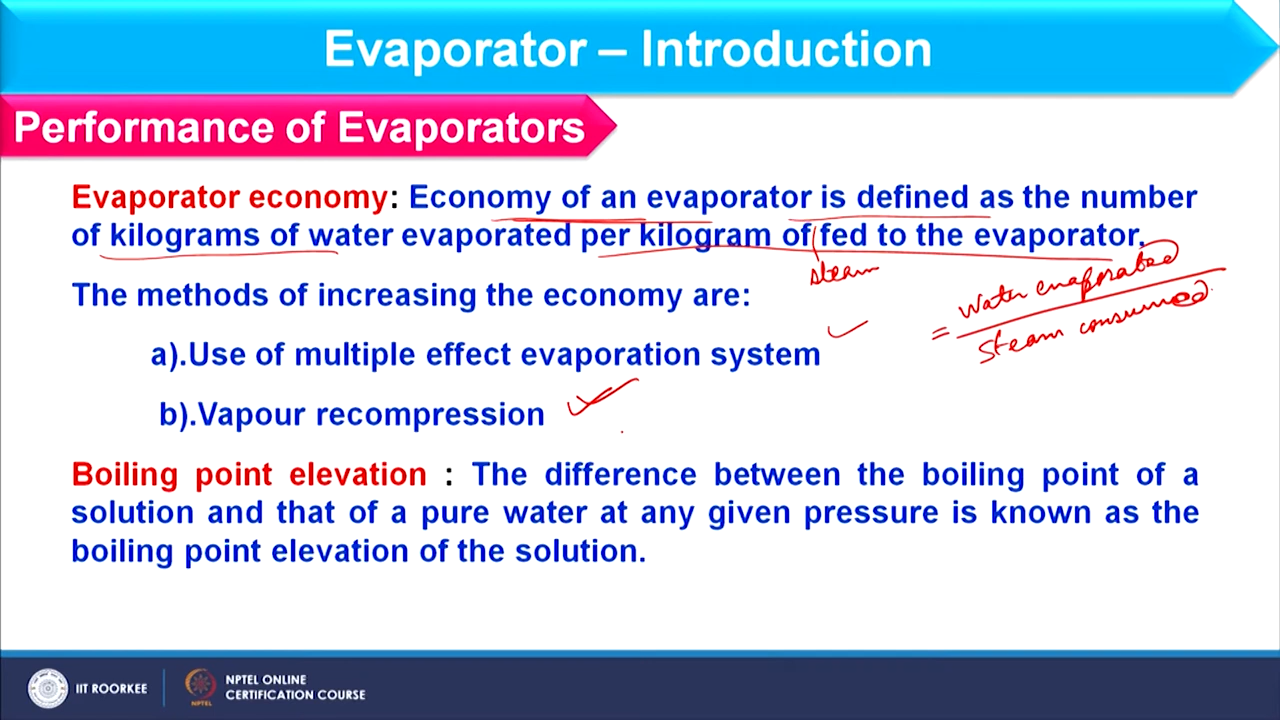 Evaporator – Introduction
Performance of Evaporators
Evaporator economy: Economy of an evaporator is defined as the number
of kilograms of water evaporated per kilogram of fed to the evaporator.
steam
= Water evaporated
Steam consumed
The methods of increasing the economy are:
a).Use of multiple effect evaporation system
b).Vapour recompression
Boiling point elevation : The difference between the boiling point of a
solution and that of a pure water at any given pressure is known as the
boiling point elevation of the solution.
IIT ROORKEE
NPTEL
NPTEL ONLINE
CERTIFICATION COURSE